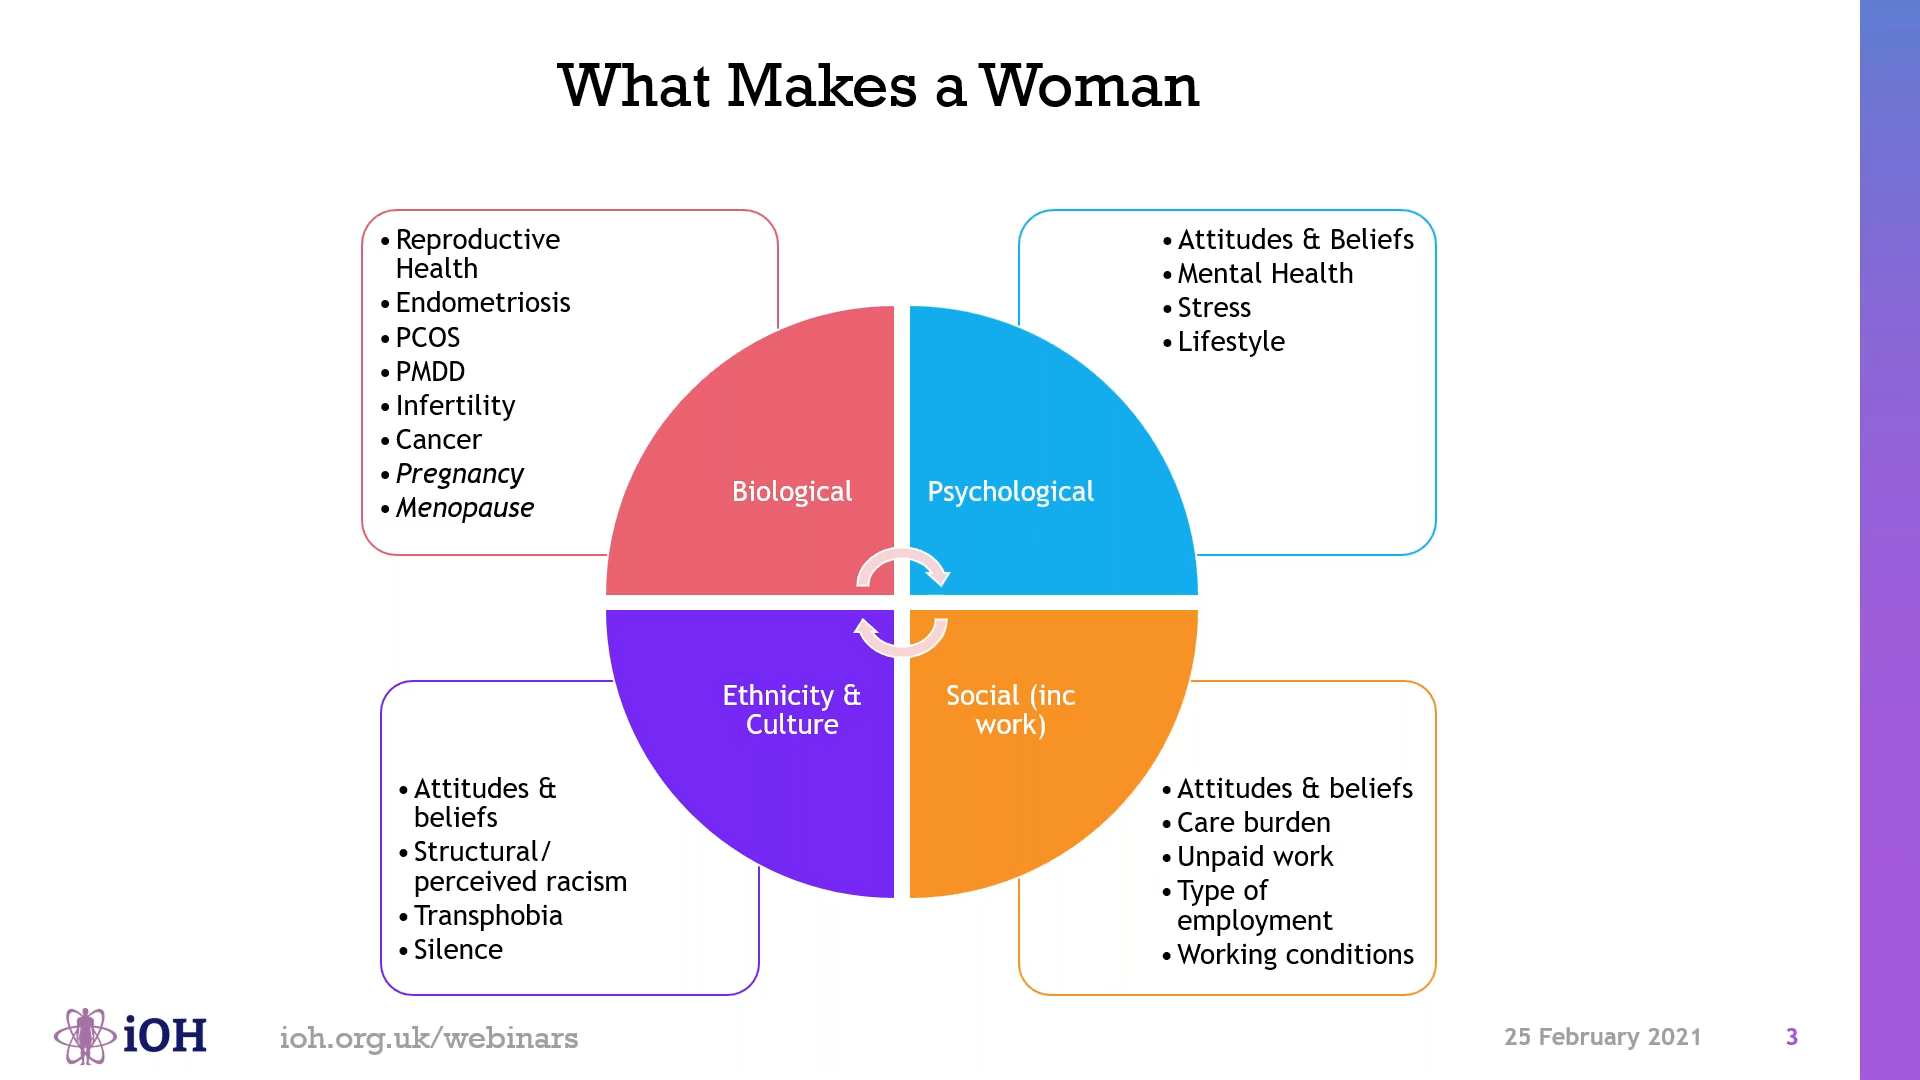 What Makes a Woman
• Reproductive
Health
• Endometriosis
• PCOS
• PMDD
• Infertility
• Cancer
• Pregnancy
• Menopause
• Attitudes & Beliefs
• Mental Health
• Stress
• Lifestyle
Biological
Psychological
Ethnicity &
Culture
Social (inc
work)
• Attitudes &
beliefs
• Structural/
perceived racism
• Transphobia
• Silence
• Attitudes & beliefs
• Care burden
• Unpaid work
• Type of
employment
• Working conditions
iOH
ioh.org.uk/webinars
25 February 2021
3